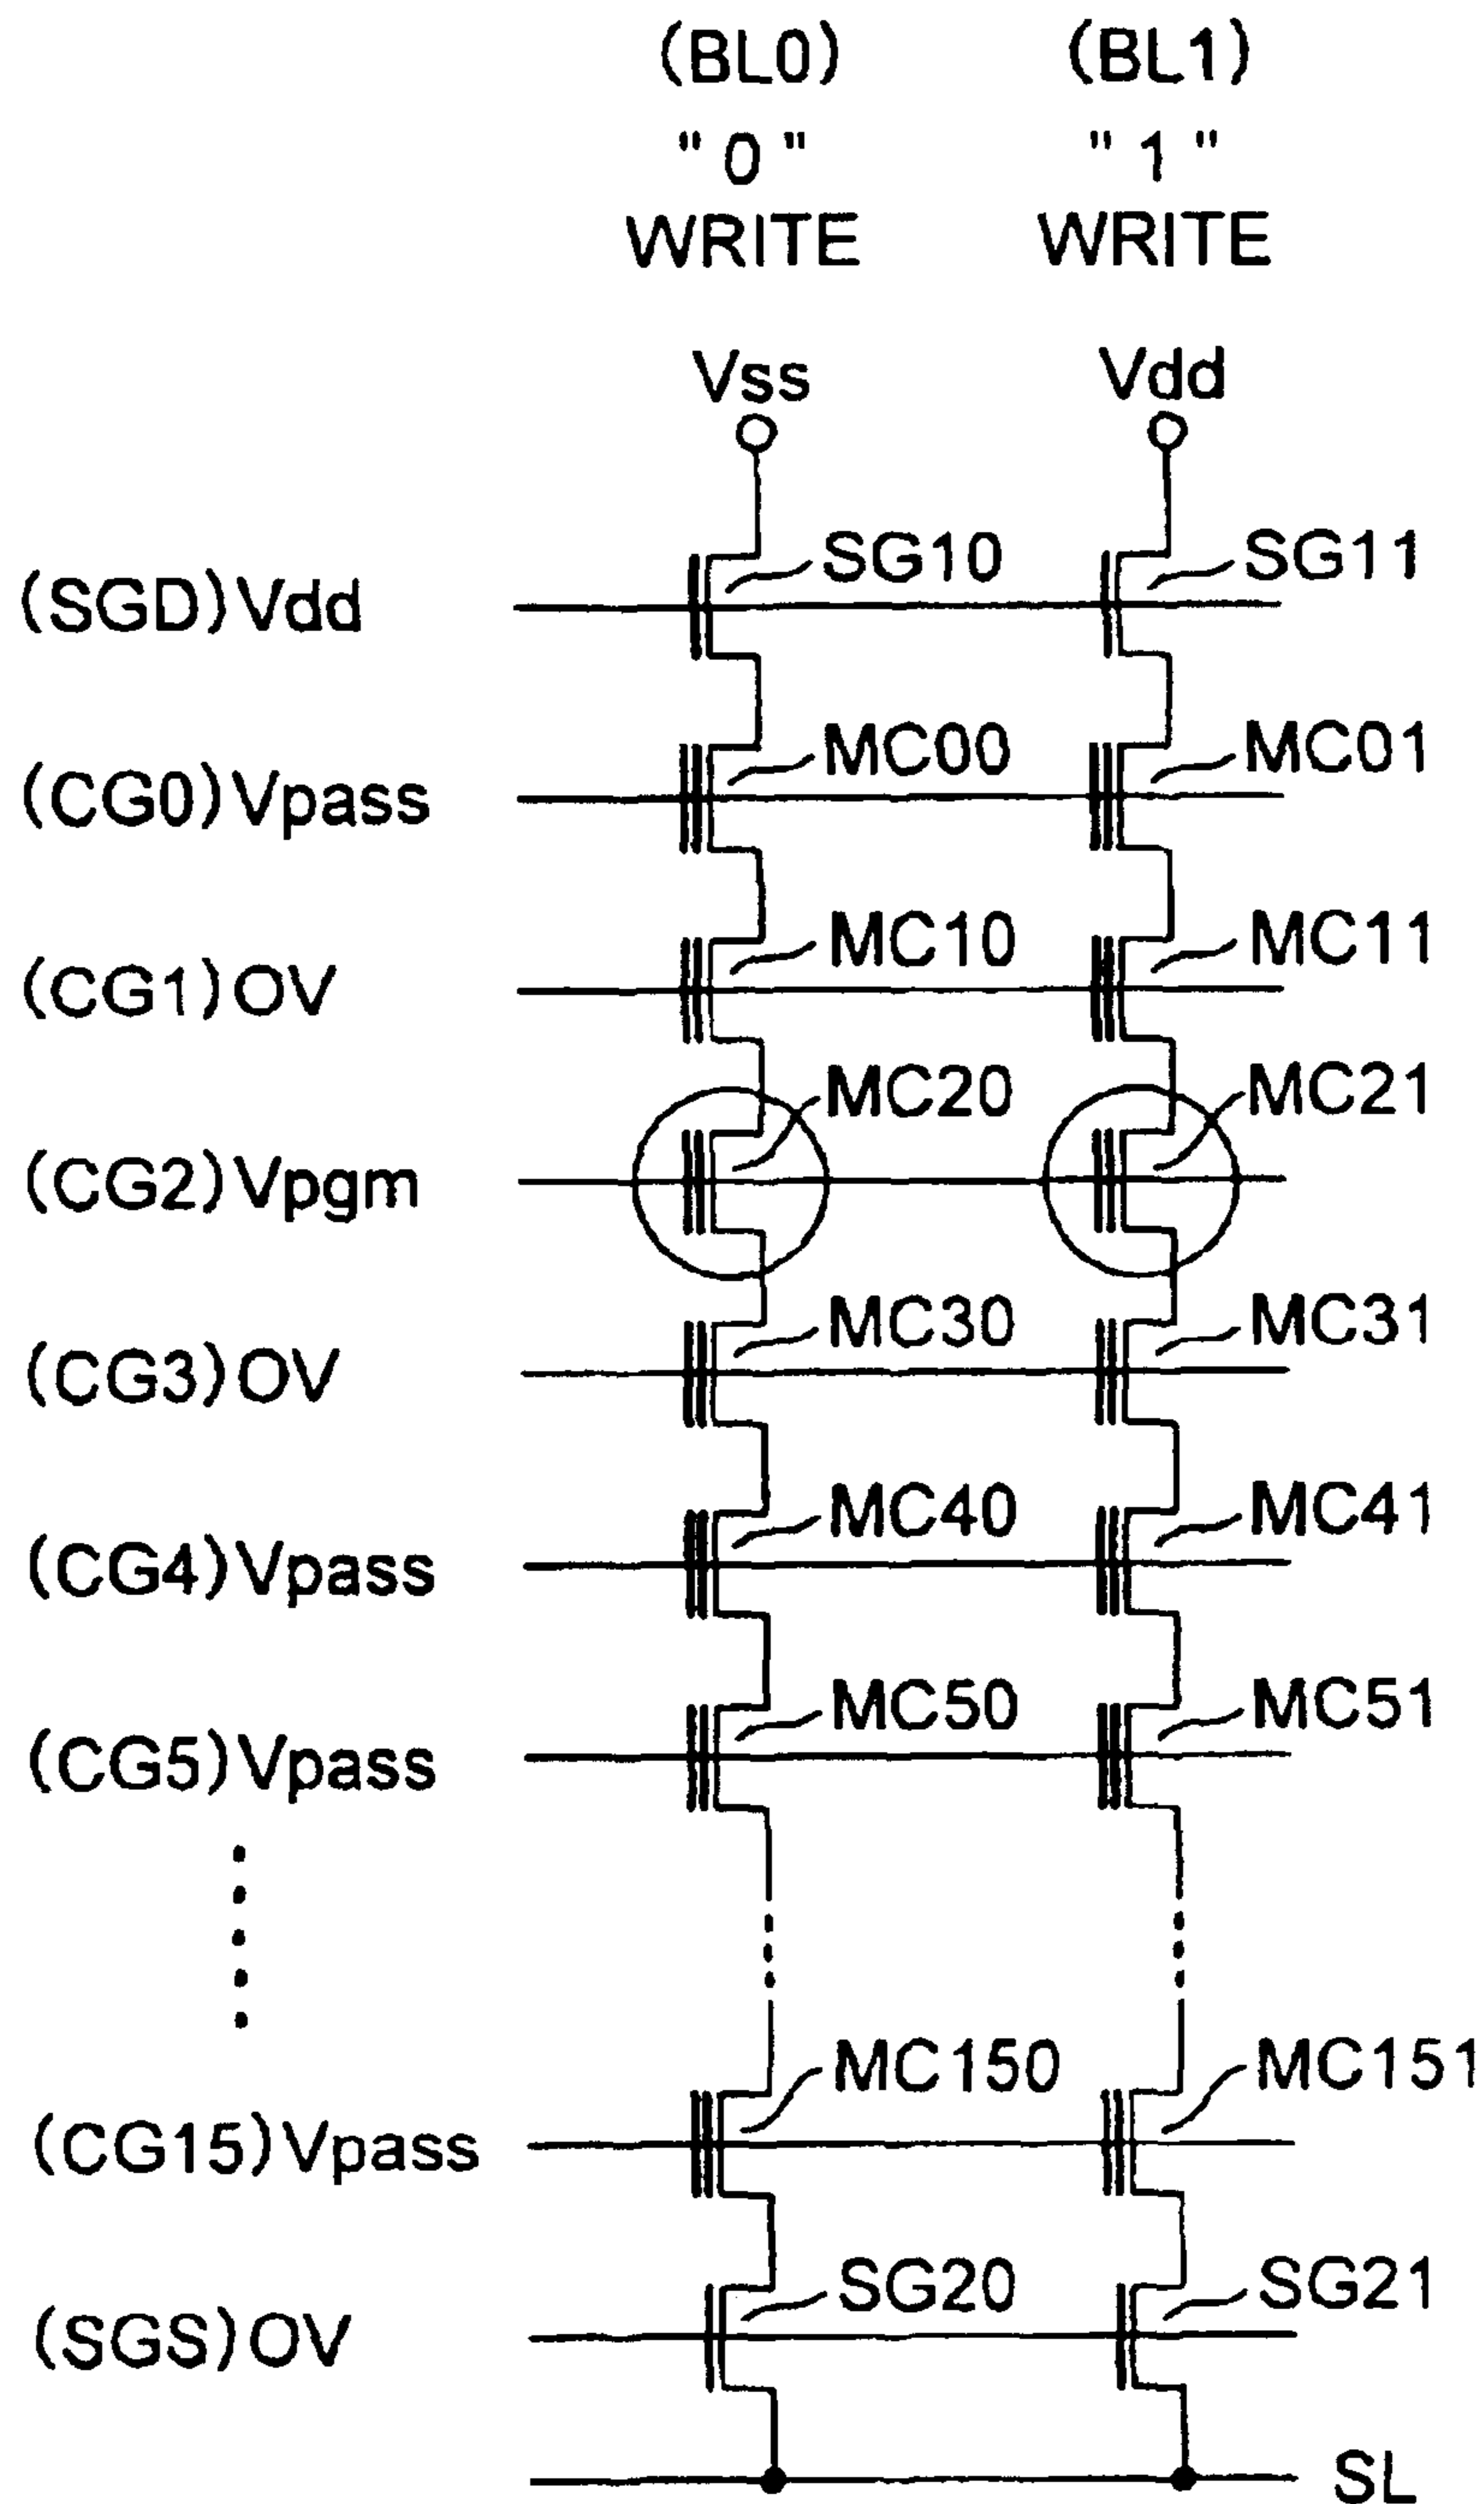 (BL0) (BL1)
"0" "1"
WRITE WRITE
Vss Vdd
(SGD)Vdd SG10 SG11
(CG0)Vpass MC00 MC01
(CG1)OV MC10 MC11
(CG2)Vpgm MC20 MC21
(CG3)OV MC30 MC31
(CG4)Vpass MC40 MC41
(CG5)Vpass MC50 MC51
(CG15)Vpass MC150 MC151
(SGS)OV SG20 SG21
SL